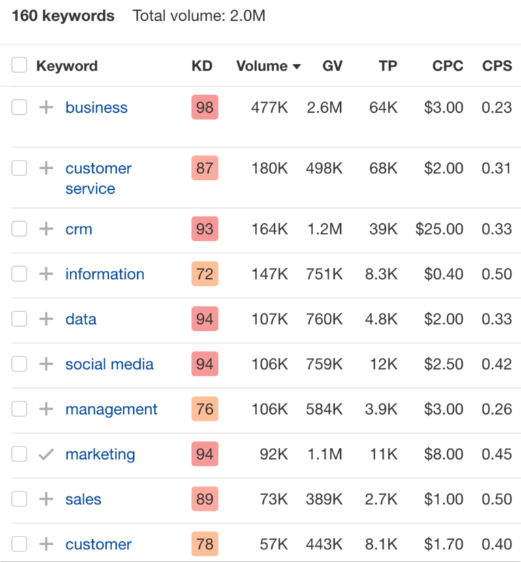 160 keywords Total volume: 2.0M
Keyword KD Volume GV TP CPC CPS
business 98 477K 2.6M 64K $3.00 0.23
customer service 87 180K 498K 68K $2.00 0.31
crm 93 164K 1.2M 39K $25.00 0.33
information 72 147K 751K 8.3K $0.40 0.50
data 94 107K 760K 4.8K $2.00 0.33
social media 94 106K 759K 12K $2.50 0.42
management 76 106K 584K 3.9K $3.00 0.26
marketing 94 92K 1.1M 11K $8.00 0.45
sales 89 73K 389K 2.7K $1.00 0.50
customer 78 57K 443K 8.1K $1.70 0.40